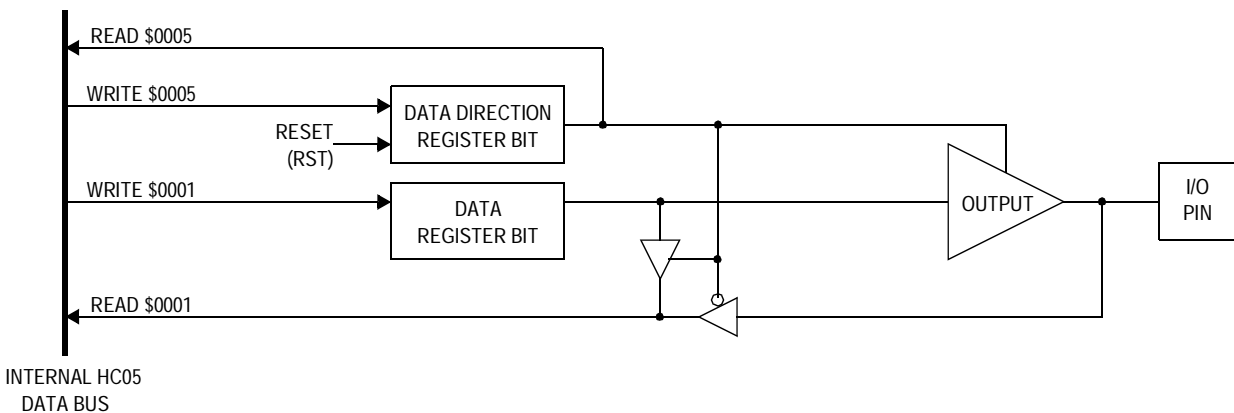 READ $0005
WRITE $0005
DATA DIRECTION
REGISTER BIT
RESET
(RST)
WRITE $0001
DATA
REGISTER BIT
OUTPUT
I/O
PIN
READ $0001
INTERNAL HC05
DATA BUS